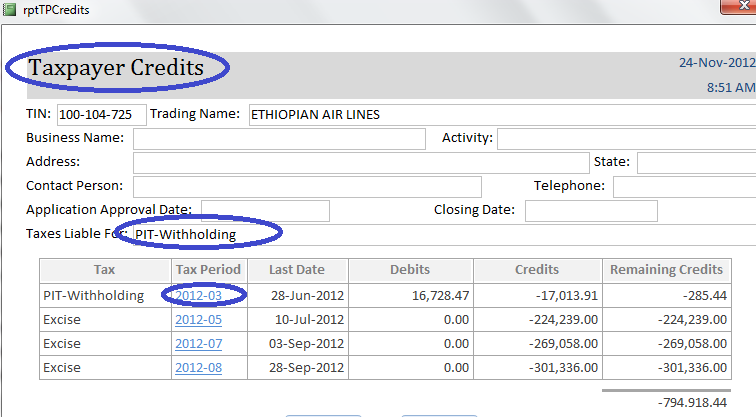 rptTPCredits
Taxpayer Credits
24-Nov-2012
8:51 AM
TIN: 100-104-725 Trading Name: ETHIOPIAN AIR LINES
Business Name: Activity:
Address: State:
Contact Person: Telephone:
Application Approval Date: Closing Date:
Taxes Liable For: PIT-Withholding
Tax Tax Period Last Date Debits Credits Remaining Credits
PIT-Withholding 2012-03 28-Jun-2012 16,728.47 -17,013.91 -285.44
Excise 2012-05 10-Jul-2012 0.00 -224,239.00 -224,239.00
Excise 2012-07 03-Sep-2012 0.00 -269,058.00 -269,058.00
Excise 2012-08 28-Sep-2012 0.00 -301,336.00 -301,336.00
-794,918.44